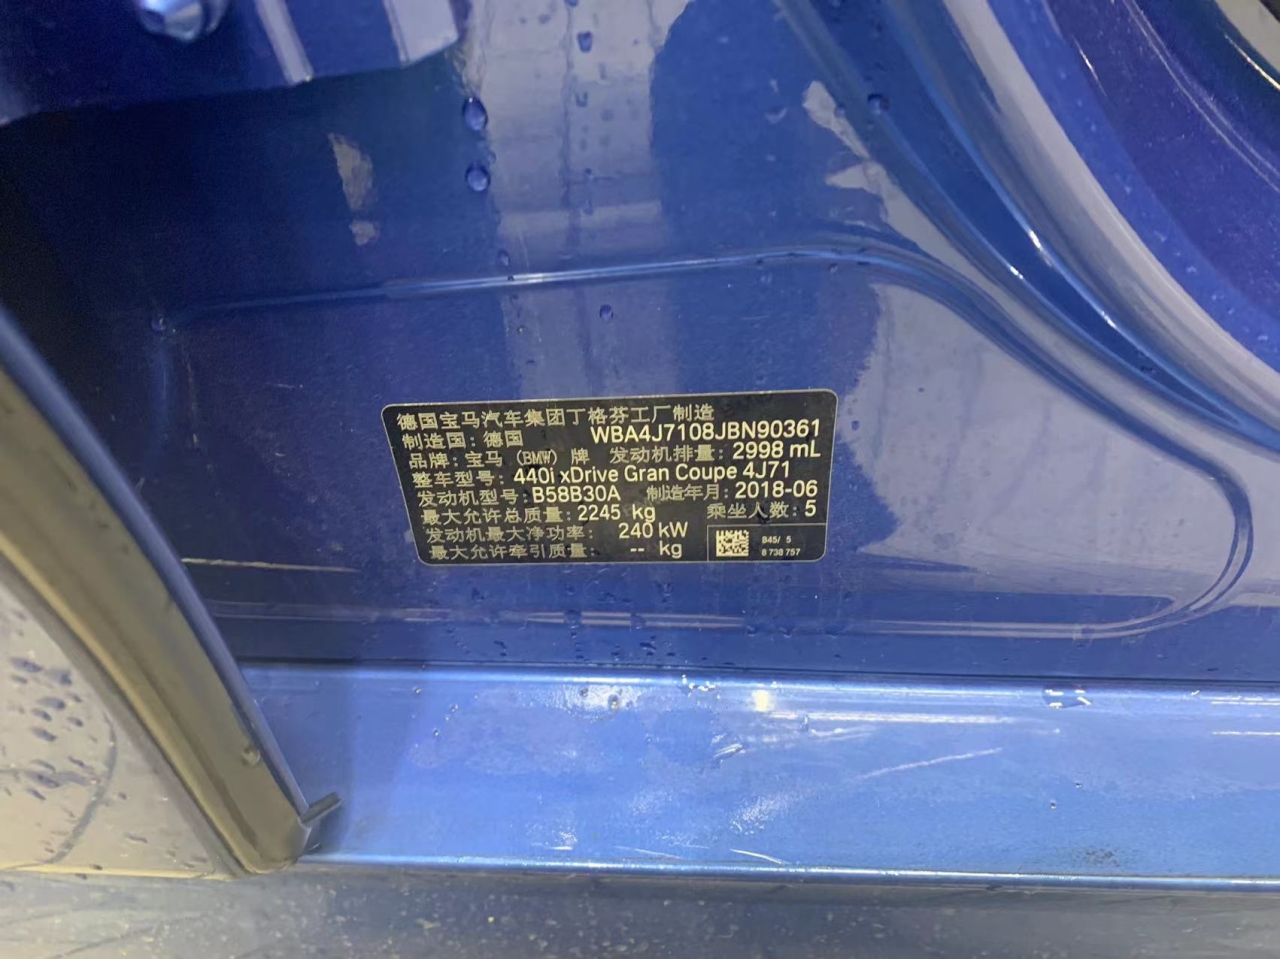 德国宝马汽车集团丁格芬工厂制造
制造国：德国 WBA4J7108JBN90361
品牌：宝马 (BMW) 牌 发动机排量：2998 mL
整车型号：440i xDrive Gran Coupe 4J71
发动机型号：B58B30A 制造年月：2018-06
最大允许总质量：2245 kg 乘坐人数：5
发动机最大净功率： 240 kW
最大允许牵引质量： -- kg
B45/ 5
8 738 757